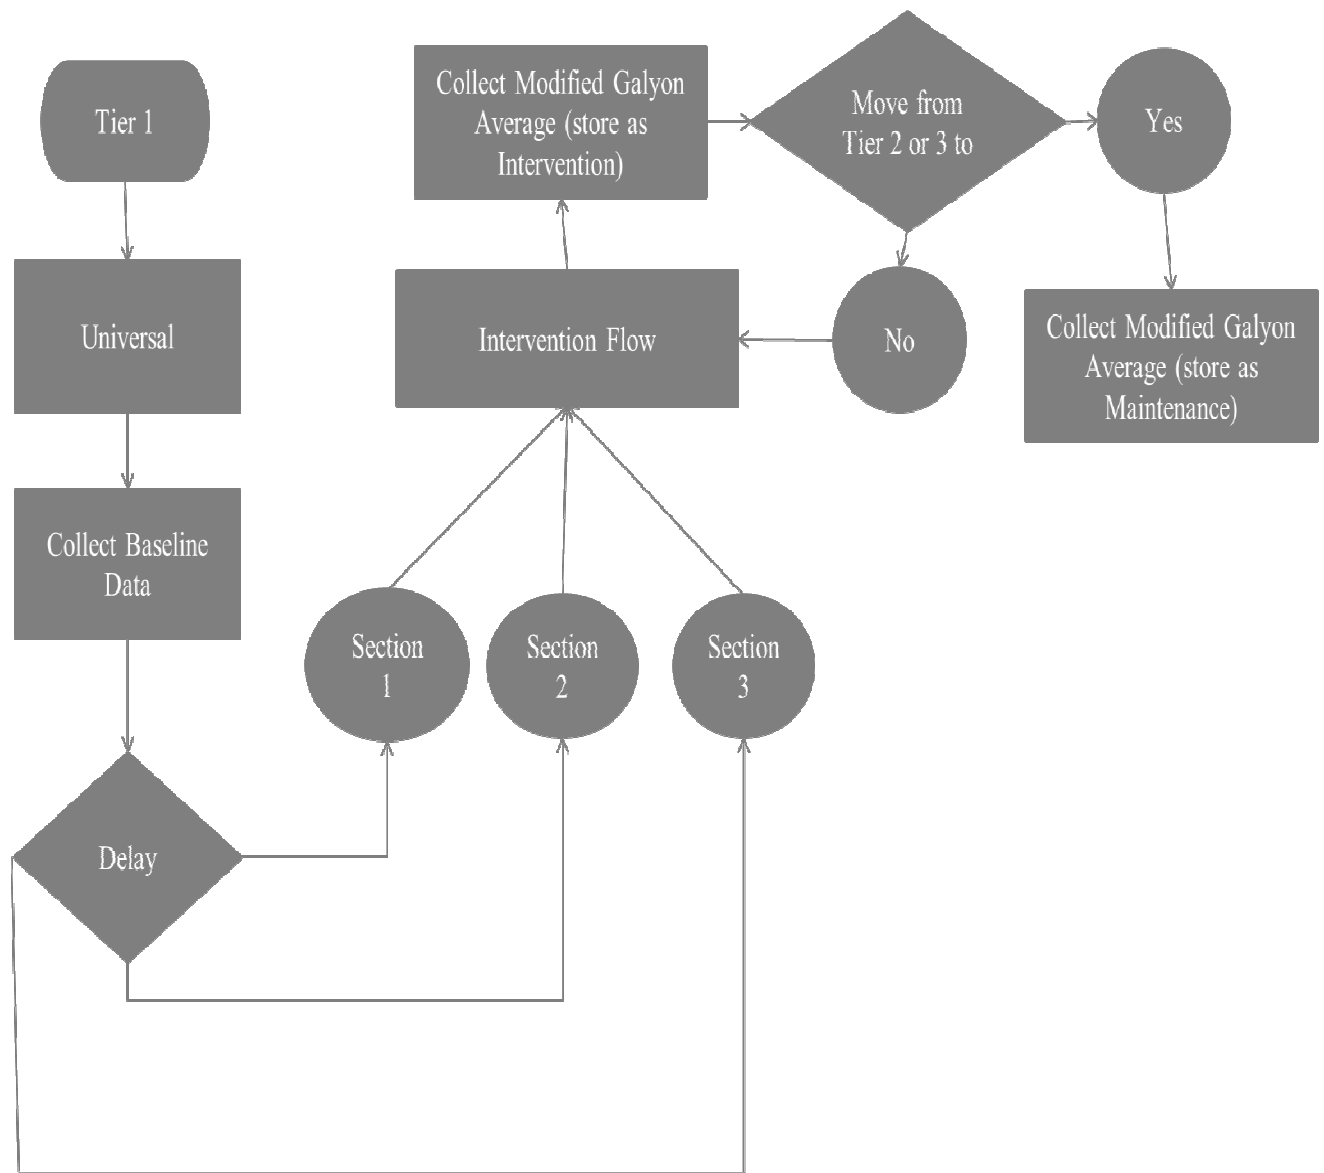 Tier 1
Universal
Collect Baseline
Data
Delay
Section
1
Section
2
Section
3
Intervention Flow
Collect Modified Galyon
Average (store as
Intervention)
Move from
Tier 2 or 3 to
Yes
No
Collect Modified Galyon
Average (store as
Maintenance)